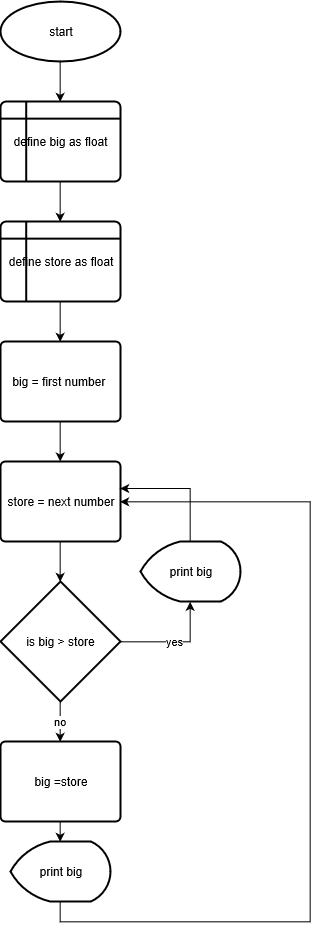 start
define big as float
define store as float
big = first number
store = next number
print big
is big > store
yes
no
big =store
print big